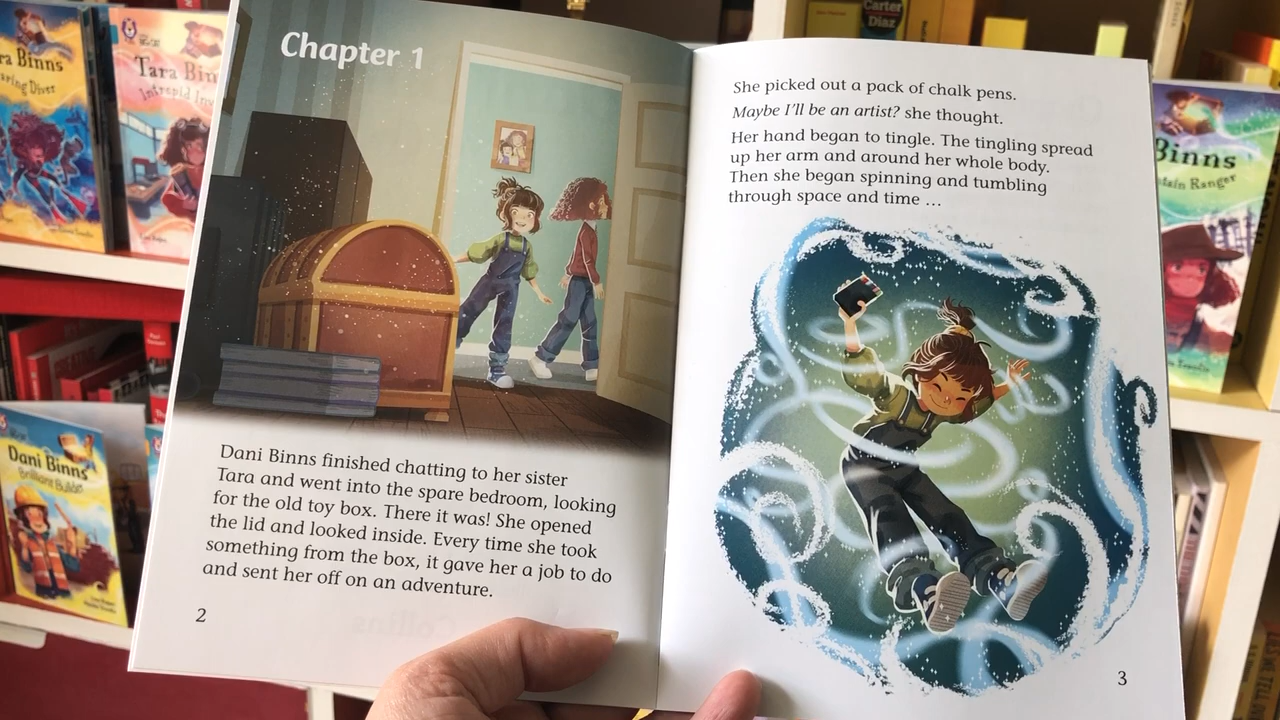 Chapter 1
Dani Binns finished chatting to her sister
Tara and went into the spare bedroom, looking
for the old toy box. There it was! She opened
the lid and looked inside. Every time she took
something from the box, it gave her a job to do
and sent her off on an adventure.
2
She picked out a pack of chalk pens.
Maybe I'll be an artist? she thought.
Her hand began to tingle. The tingling spread
up her arm and around her whole body.
Then she began spinning and tumbling
through space and time …
3
Binns
Tara Bin
Intrepid
Dani Binns
Brilliant
Binns
Ranger
Carter
Diaz